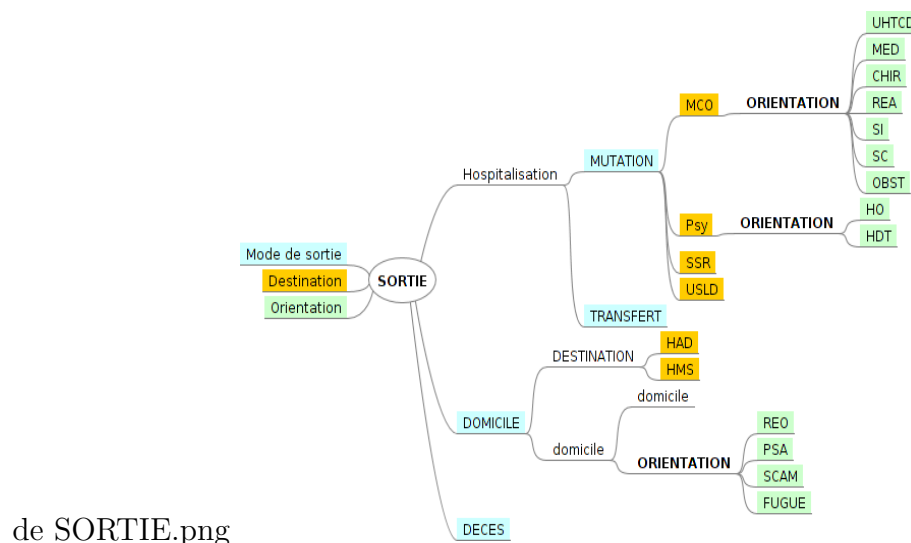 UHTCD
MED
CHIR
MCO
ORIENTATION
REA
SI
MUTATION
SC
Hospitalisation
OBST
HO
Psy
ORIENTATION
HDT
Mode de sortie
SSR
Destination
SORTIE
USLD
Orientation
TRANSFERT
HAD
DESTINATION
HMS
domicile
DOMICILE
REO
domicile
PSA
ORIENTATION
SCAM
FUGUE
DECES
de SORTIE.png